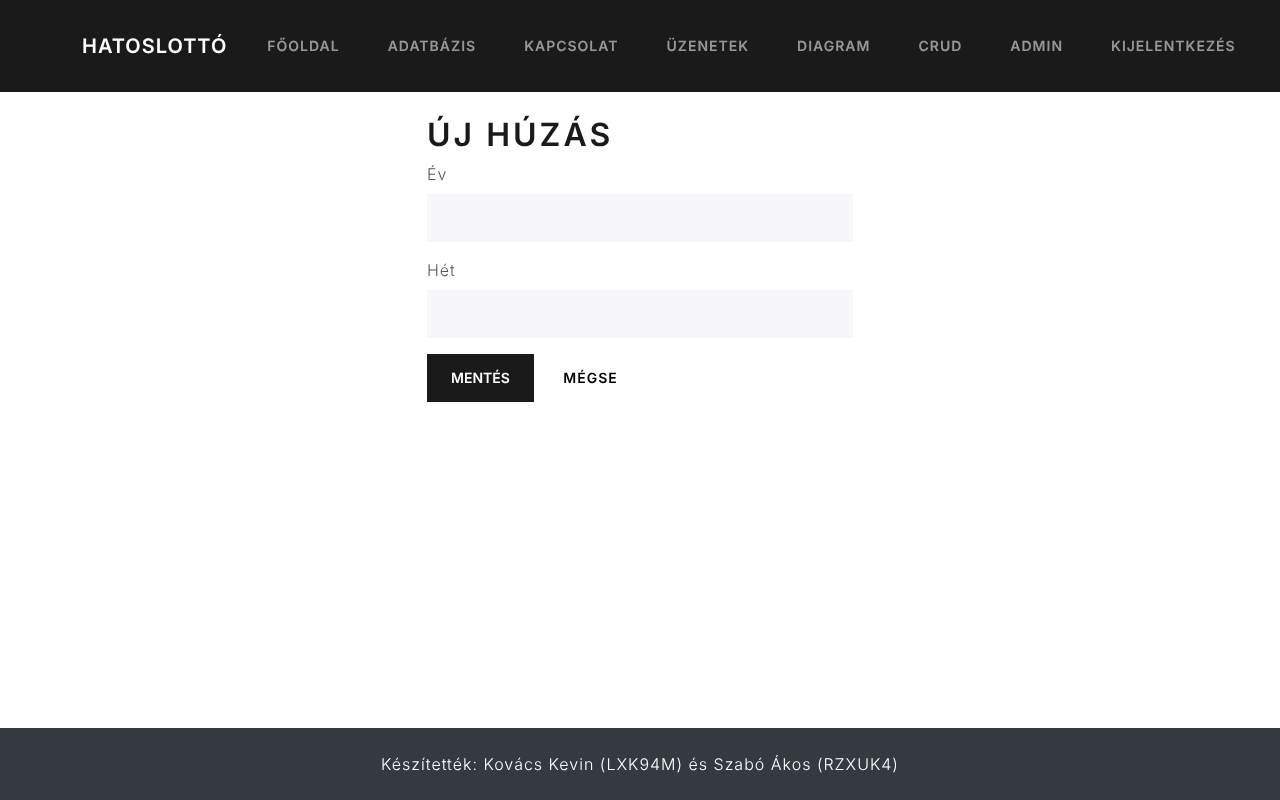 HATOSLOTTÓ FŐOLDAL ADATBÁZIS KAPCSOLAT ÜZENETEK DIAGRAM CRUD ADMIN KIJELENTKEZÉS
ÚJ HÚZÁS
Év
Hét
MENTÉS MÉGSE
Készítették: Kovács Kevin (LXK94M) és Szabó Ákos (RZXUK4)